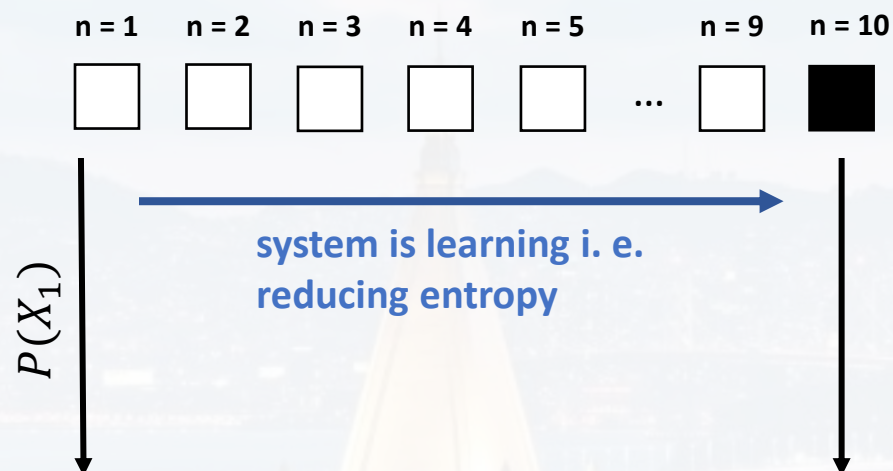 n = 1 n = 2 n = 3 n = 4 n = 5 n = 9 n = 10
...
system is learning i. e.
reducing entropy
P(X₁)